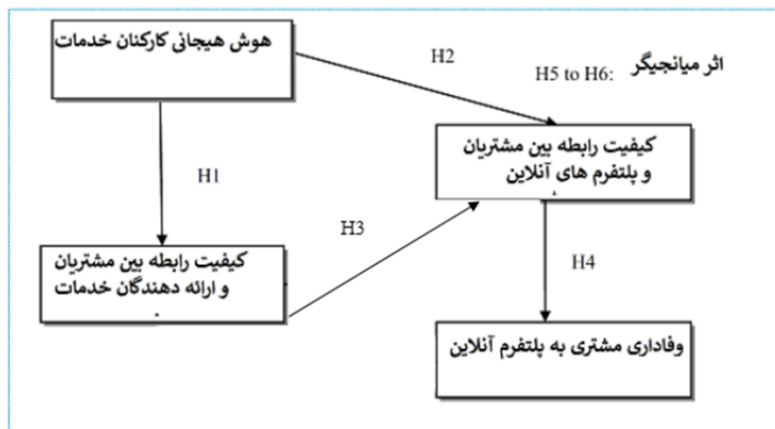 هوش هیجانی کارکنان خدمات
H2
H5 to H6:
اثر میانجیگر
کیفیت رابطه بین مشتریان
و پلتفرم های آنلاین
H1
H3
کیفیت رابطه بین مشتریان
و ارائه دهندگان خدمات
H4
وفاداری مشتری به پلتفرم آنلاین